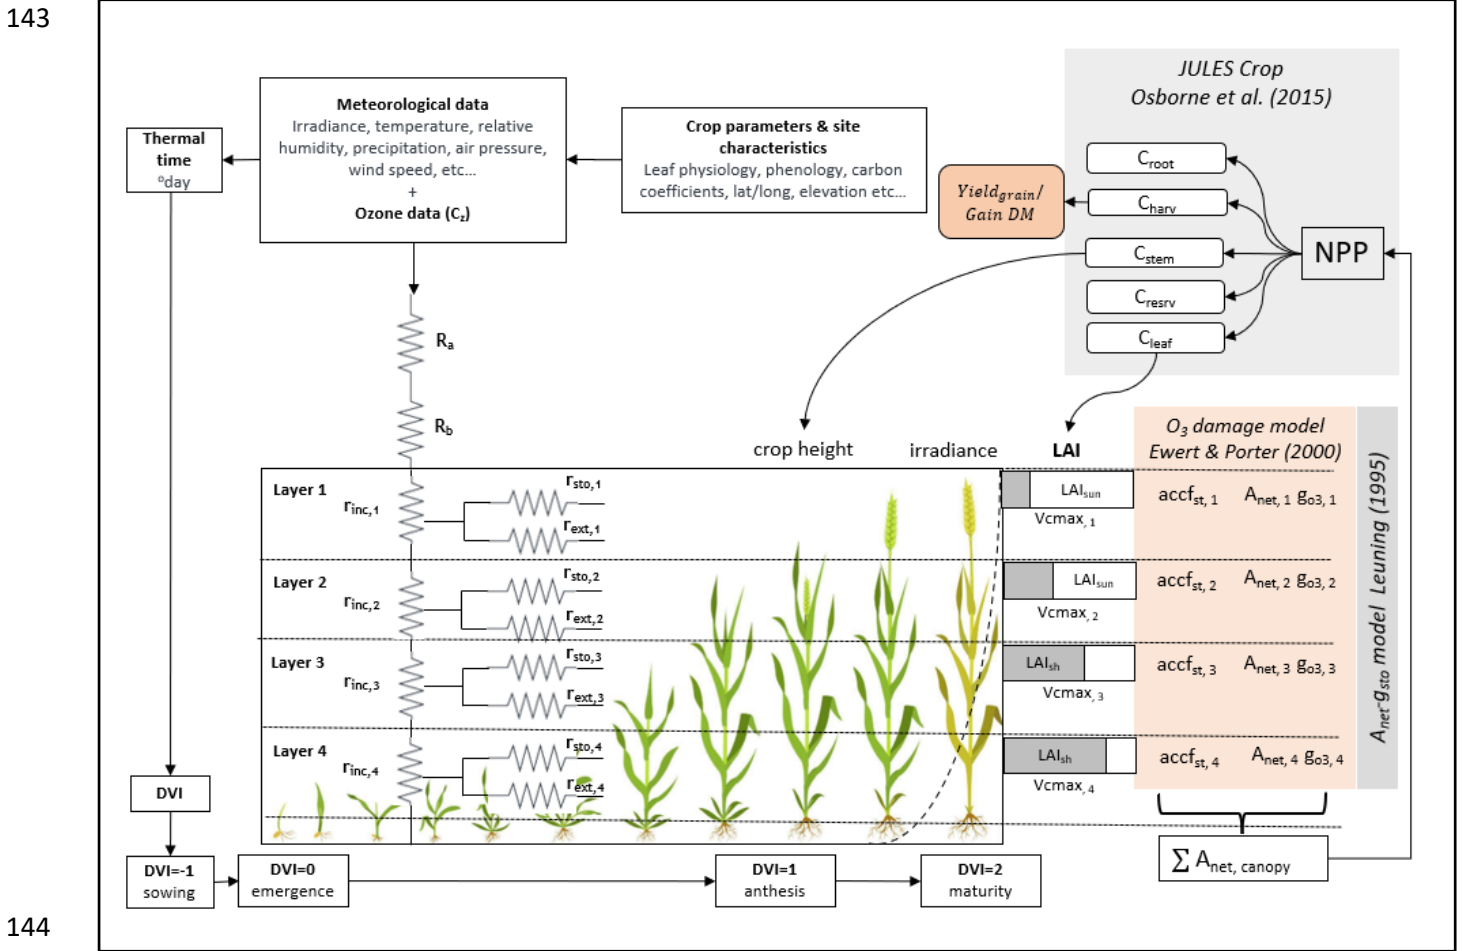 143
JULES Crop
Osborne et al. (2015)
Meteorological data
Irradiance, temperature, relative
humidity, precipitation, air pressure,
wind speed, etc...
+
Ozone data (Cz)
Thermal
time
ºday
Crop parameters & site
characteristics
Leaf physiology, phenology, carbon
coefficients, lat/long, elevation etc...
Yieldgrain/
Gain DM
Croot
Charv
Cstem
Cresrv
Cleaf
NPP
Ra
Rb
crop height
irradiance
LAI
O3 damage model
Ewert & Porter (2000)
Anet-gsto model Leuning (1995)
Layer 1
rinc,1
rsto,1
rext,1
LAIsun
Vcmax,1
accfst, 1
Anet, 1 go3, 1
Layer 2
rinc,2
rsto,2
rext,2
LAIsun
Vcmax,2
accfst, 2
Anet, 2 go3, 2
Layer 3
rinc,3
rsto,3
rext,3
LAIsh
Vcmax,3
accfst, 3
Anet, 3 go3, 3
Layer 4
rinc,4
rsto,4
rext,4
LAIsh
Vcmax,4
accfst, 4
Anet, 4 go3, 4
DVI
∑ Anet, canopy
DVI=-1
sowing
DVI=0
emergence
DVI=1
anthesis
DVI=2
maturity
144